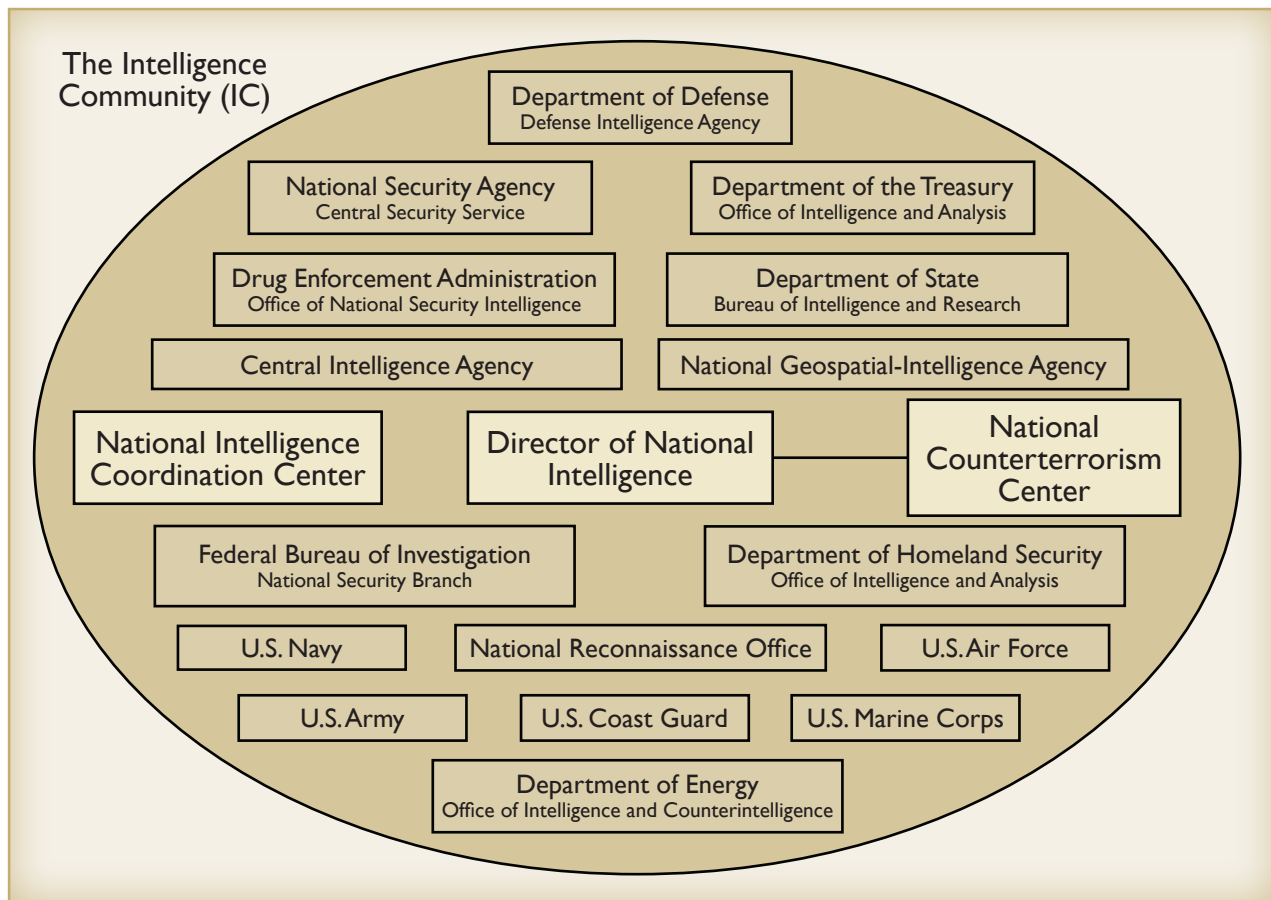 The Intelligence
Community (IC)
Department of Defense
Defense Intelligence Agency
National Security Agency
Central Security Service
Department of the Treasury
Office of Intelligence and Analysis
Drug Enforcement Administration
Office of National Security Intelligence
Department of State
Bureau of Intelligence and Research
Central Intelligence Agency
National Geospatial-Intelligence Agency
National Intelligence
Coordination Center
Director of National
Intelligence
National
Counterterrorism
Center
Federal Bureau of Investigation
National Security Branch
Department of Homeland Security
Office of Intelligence and Analysis
U.S. Navy
National Reconnaissance Office
U.S. Air Force
U.S. Army
U.S. Coast Guard
U.S. Marine Corps
Department of Energy
Office of Intelligence and Counterintelligence